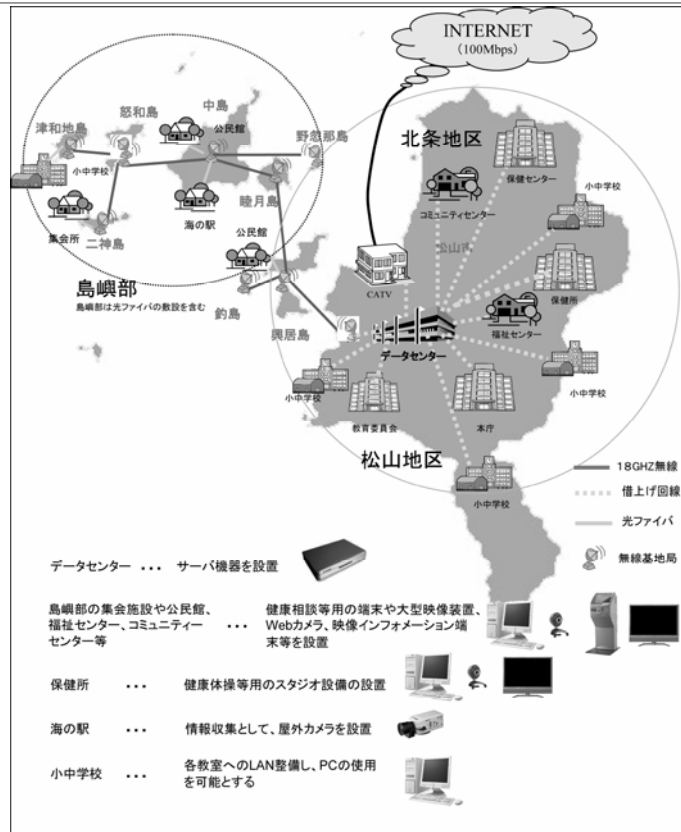 INTERNET
(100Mbps)
北条地区
保健センター
小中学校
コミュニティセンター
保健所
福祉センター
小中学校
CATV
データセンター
小中学校
教育委員会
本庁
松山地区
小中学校
中島
怒和島
公民館
津和地島
野忽那島
小中学校
睦月島
海の駅
公民館
集会所
二神島
島嶼部
島嶼部は光ファイバの敷設を含む
釣島
興居島
18GHZ無線
借上げ回線
光ファイバ
無線基地局
データセンター ・・・ サーバ機器を設置
島嶼部の集会施設や公民館、
福祉センター、コミュニティー
センター等
・・・
健康相談等用の端末や大型映像装置、
Webカメラ、映像インフォメーション端
末等を設置
保健所 ・・・ 健康体操等用のスタジオ設備の設置
海の駅 ・・・ 情報収集として、屋外カメラを設置
小中学校 ・・・
各教室へのLAN整備し、PCの使用
を可能とする